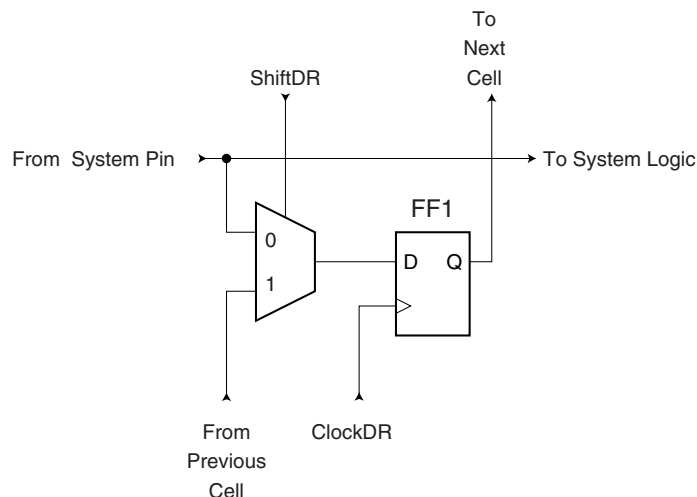 To
Next
Cell
ShiftDR
From System Pin
To System Logic
FF1
0
D Q
1
From
Previous
Cell
ClockDR